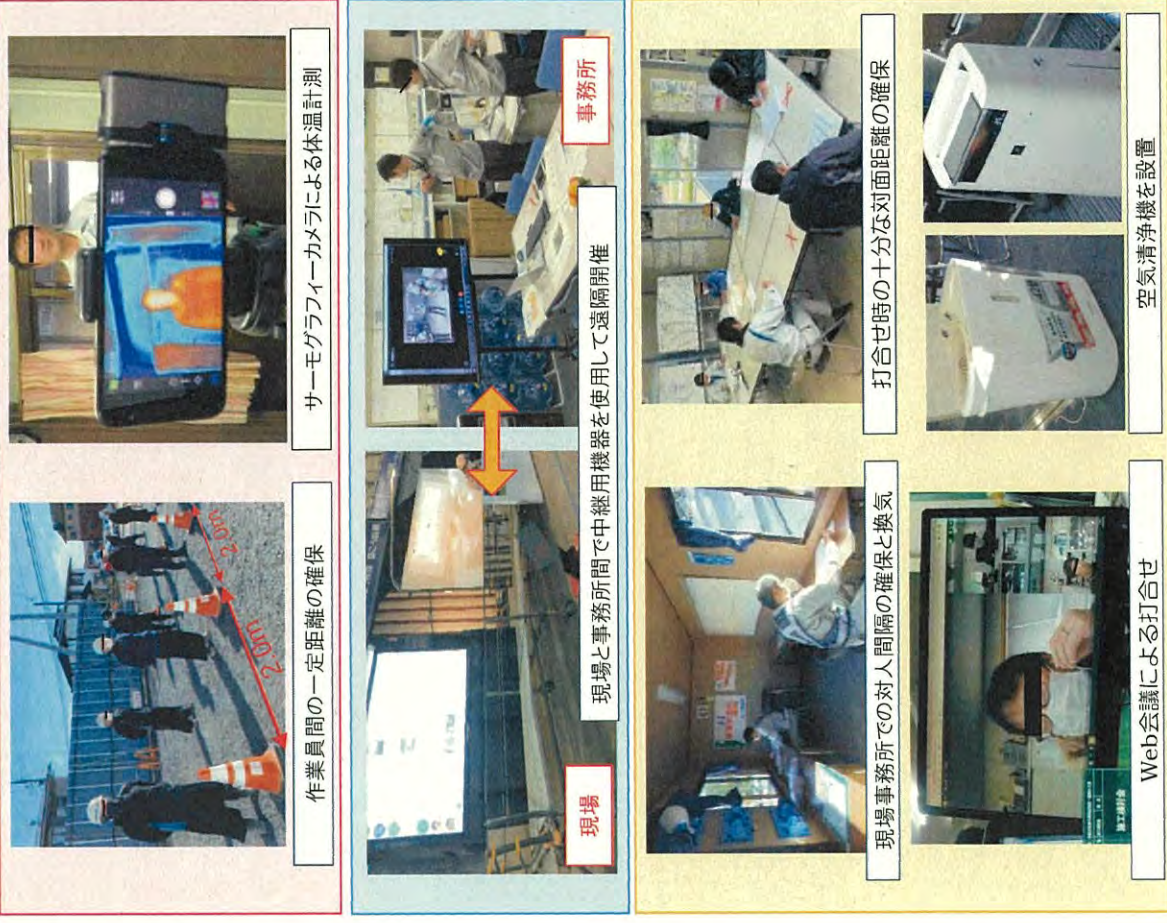 2.0m
2.0m
作業員間の一定距離の確保
サーモグラフィーカメラによる体温計測
現場
事務所
現場と事務所間で中継用機器を使用して遠隔開催
現場事務所での対人間隔の確保と換気
打合せ時の十分な対面距離の確保
施工検討会
Web会議による打合せ
空気清浄機を設置